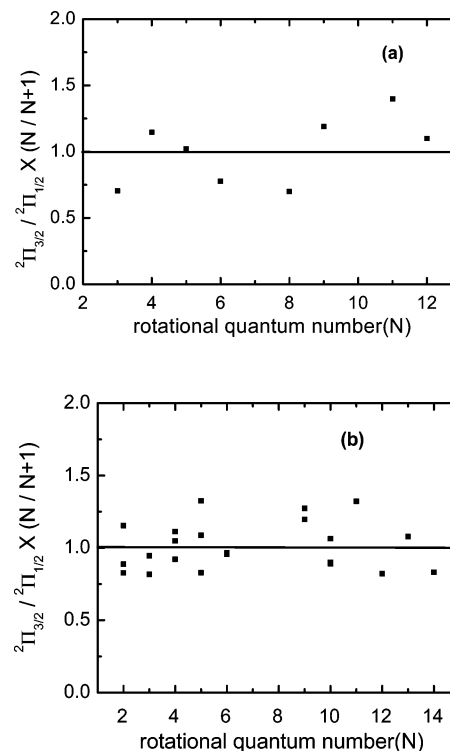 (a)
2.0
1.5
1.0
0.5
0.0
²Π₃/₂ / ²Π₁/₂ X (N / N+1)
2 4 6 8 10 12
rotational quantum number(N)
(b)
2.0
1.5
1.0
0.5
0.0
²Π₃/₂ / ²Π₁/₂ X (N / N+1)
2 4 6 8 10 12 14
rotational quantum number(N)